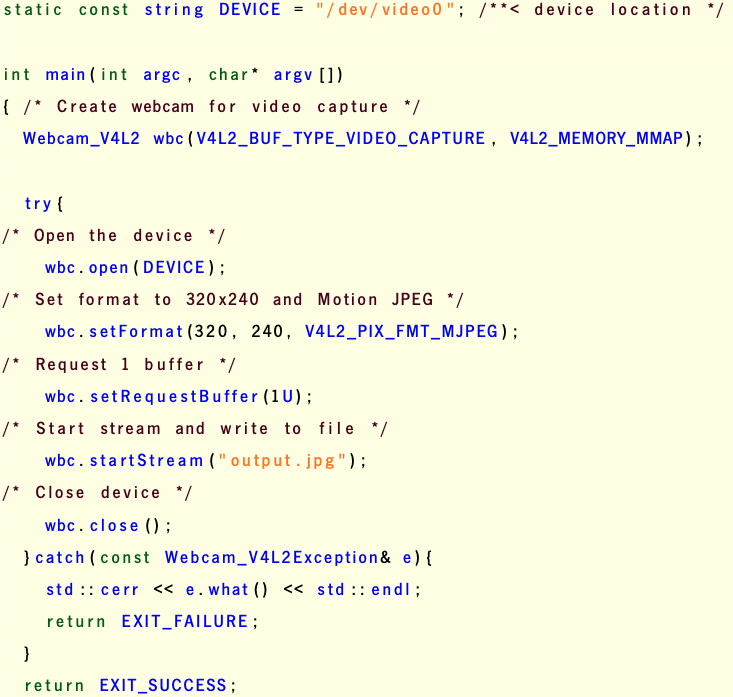 static const string DEVICE = "/dev/video0"; /**< device location */
int main(int argc, char* argv[])
{ /* Create webcam for video capture */
Webcam_V4L2 wbc(V4L2_BUF_TYPE_VIDEO_CAPTURE, V4L2_MEMORY_MMAP);
try{
/* Open the device */
wbc.open(DEVICE);
/* Set format to 320x240 and Motion JPEG */
wbc.setFormat(320, 240, V4L2_PIX_FMT_MJPEG);
/* Request 1 buffer */
wbc.setRequestBuffer(1U);
/* Start stream and write to file */
wbc.startStream("output.jpg");
/* Close device */
wbc.close();
}catch(const Webcam_V4L2Exception& e){
std::cerr << e.what() << std::endl;
return EXIT_FAILURE;
}
return EXIT_SUCCESS;